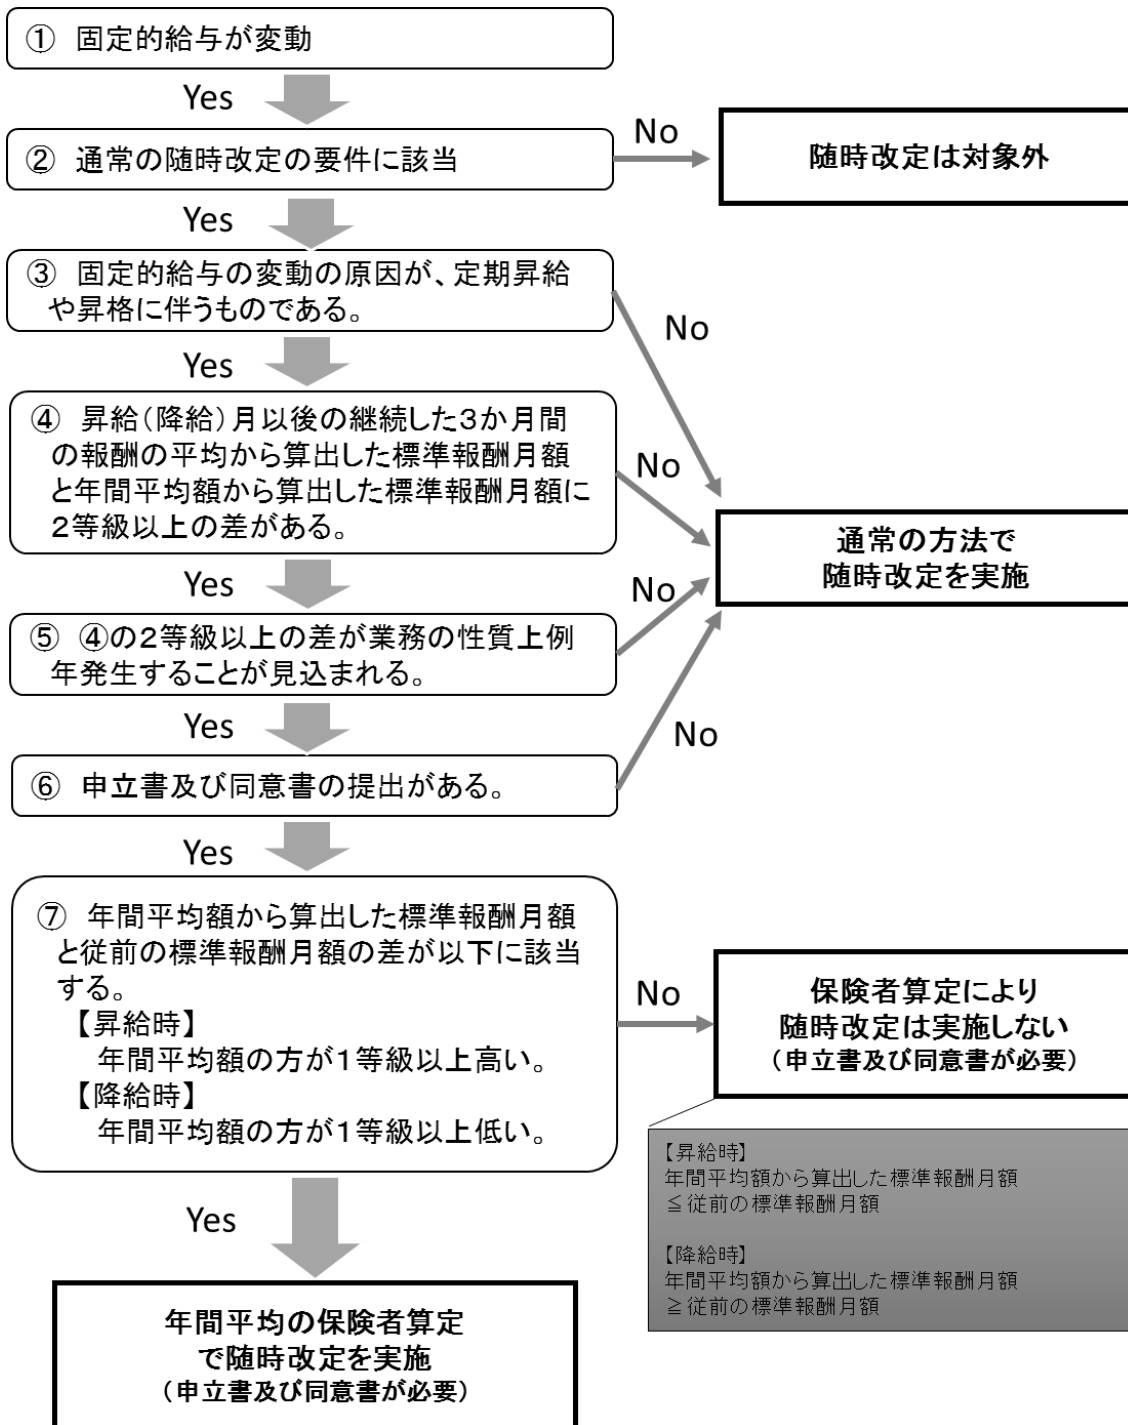 ① 固定的給与が変動
Yes
② 通常の随時改定の要件に該当
No
随時改定は対象外
Yes
③ 固定的給与の変動の原因が、定期昇給
や昇格に伴うものである。
No
Yes
④ 昇給(降給)月以後の継続した3か月間
の報酬の平均から算出した標準報酬月額
と年間平均額から算出した標準報酬月額に
2等級以上の差がある。
No
通常の方法で
随時改定を実施
Yes
No
⑤ ④の2等級以上の差が業務の性質上例
年発生することが見込まれる。
Yes
No
⑥ 申立書及び同意書の提出がある。
Yes
⑦ 年間平均額から算出した標準報酬月額
と従前の標準報酬月額の差が以下に該当
する。
【昇給時】
年間平均額の方が1等級以上高い。
【降給時】
年間平均額の方が1等級以上低い。
No
保険者算定により
随時改定は実施しない
(申立書及び同意書が必要)
【昇給時】
年間平均額から算出した標準報酬月額
≦従前の標準報酬月額
【降給時】
年間平均額から算出した標準報酬月額
≧従前の標準報酬月額
Yes
年間平均の保険者算定
で随時改定を実施
(申立書及び同意書が必要)